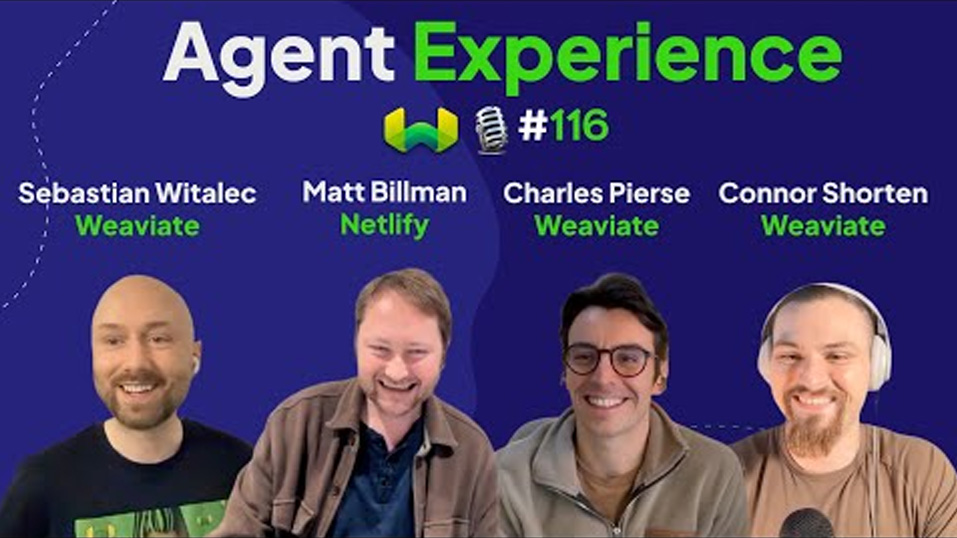 Agent Experience
#116
Sebastian Witalec
Weaviate
Matt Billman
Netlify
Charles Pierse
Weaviate
Connor Shorten
Weaviate